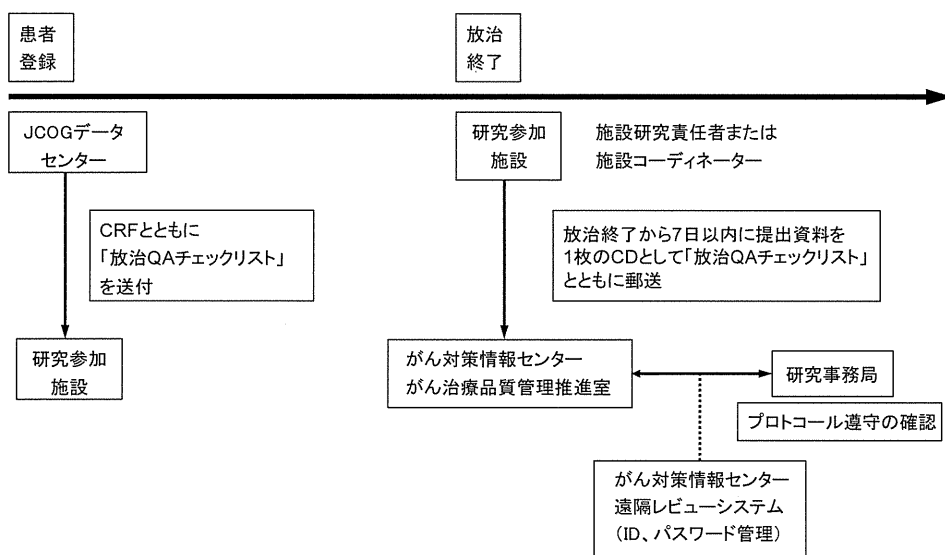 患者
登録
放治
終了
JCOGデータ
センター
研究参加
施設
施設研究責任者または
施設コーディネーター
CRFとともに
「放治QAチェックリスト」
を送付
放治終了から7日以内に提出資料を
1枚のCDとして「放治QAチェックリスト」
とともに郵送
研究参加
施設
がん対策情報センター
がん治療品質管理推進室
研究事務局
プロトコール遵守の確認
がん対策情報センター
遠隔レビューシステム
（ID、パスワード管理）